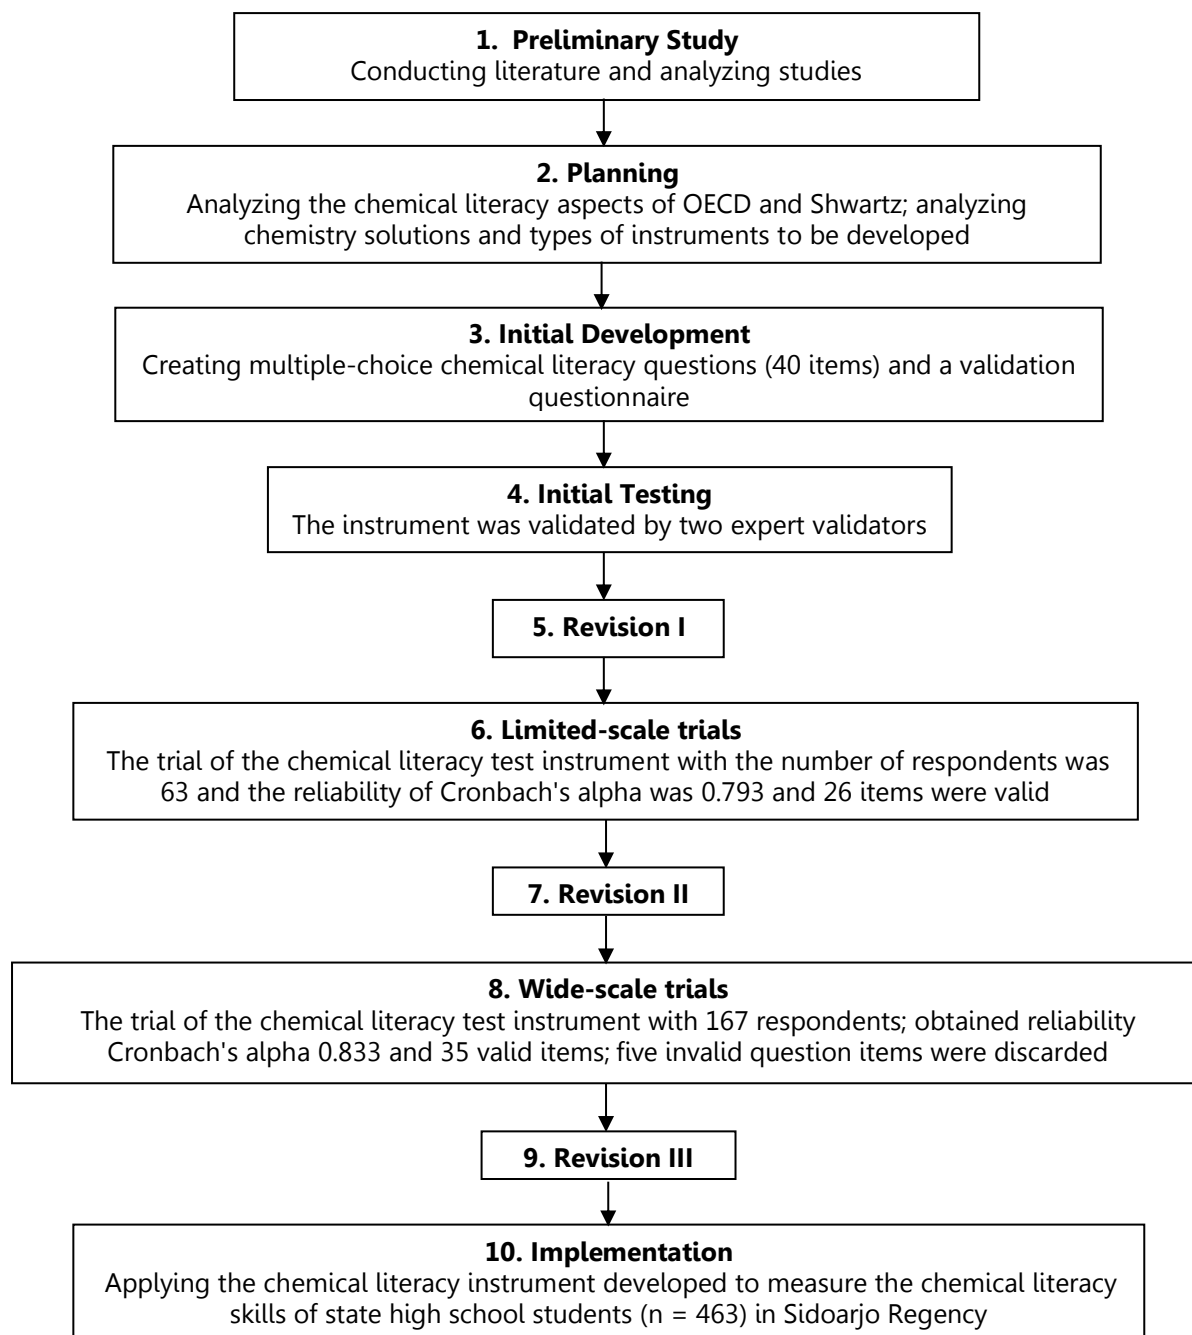 1. Preliminary Study
Conducting literature and analyzing studies
2. Planning
Analyzing the chemical literacy aspects of OECD and Shwartz; analyzing
chemistry solutions and types of instruments to be developed
3. Initial Development
Creating multiple-choice chemical literacy questions (40 items) and a validation
questionnaire
4. Initial Testing
The instrument was validated by two expert validators
5. Revision I
6. Limited-scale trials
The trial of the chemical literacy test instrument with the number of respondents was
63 and the reliability of Cronbach's alpha was 0.793 and 26 items were valid
7. Revision II
8. Wide-scale trials
The trial of the chemical literacy test instrument with 167 respondents; obtained reliability
Cronbach's alpha 0.833 and 35 valid items; five invalid question items were discarded
9. Revision III
10. Implementation
Applying the chemical literacy instrument developed to measure the chemical literacy
skills of state high school students (n = 463) in Sidoarjo Regency